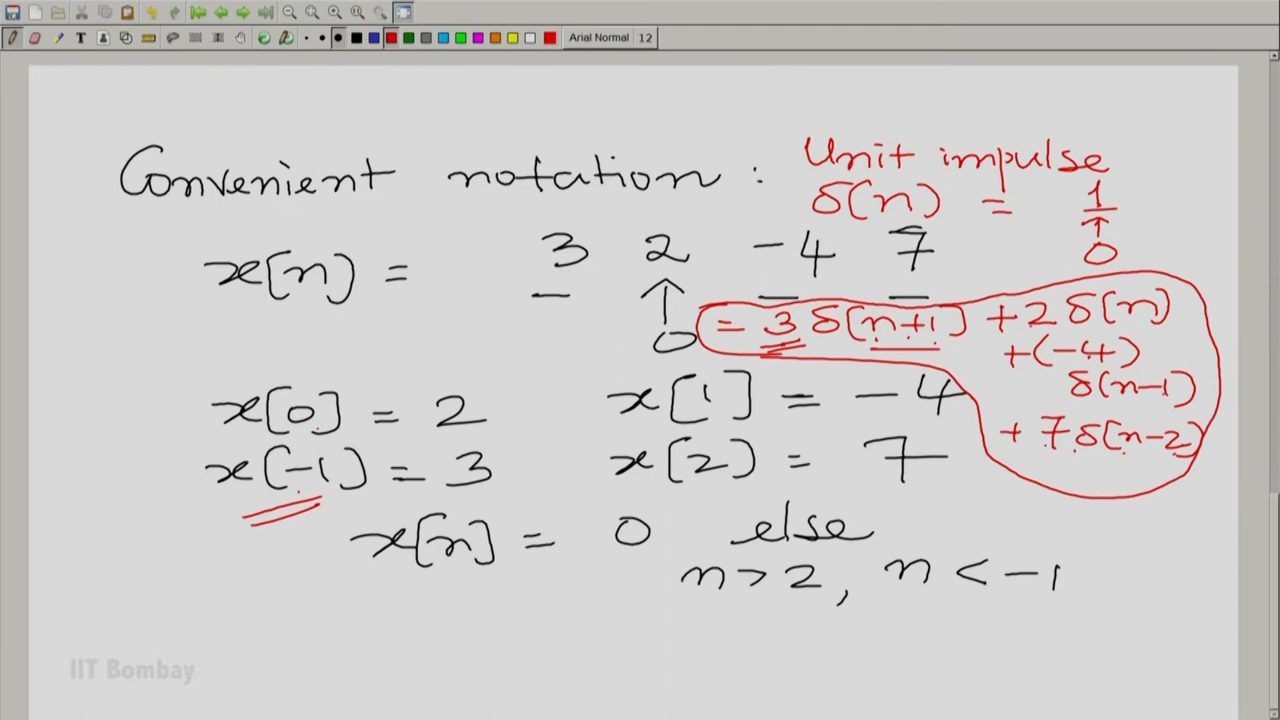 Arial Normal 12
Convenient notation :
Unit impulse
δ[n] = 1
↑
0
x[n] = 3 2 -4 7
↑
0
= 3 δ[n+1] + 2 δ[n]
+(-4)
δ[n-1]
+ 7 δ[n-2]
x[0] = 2 x[1] = -4
x[-1] = 3 x[2] = 7
x[n] = 0 else
n > 2, n < -1
IIT Bombay